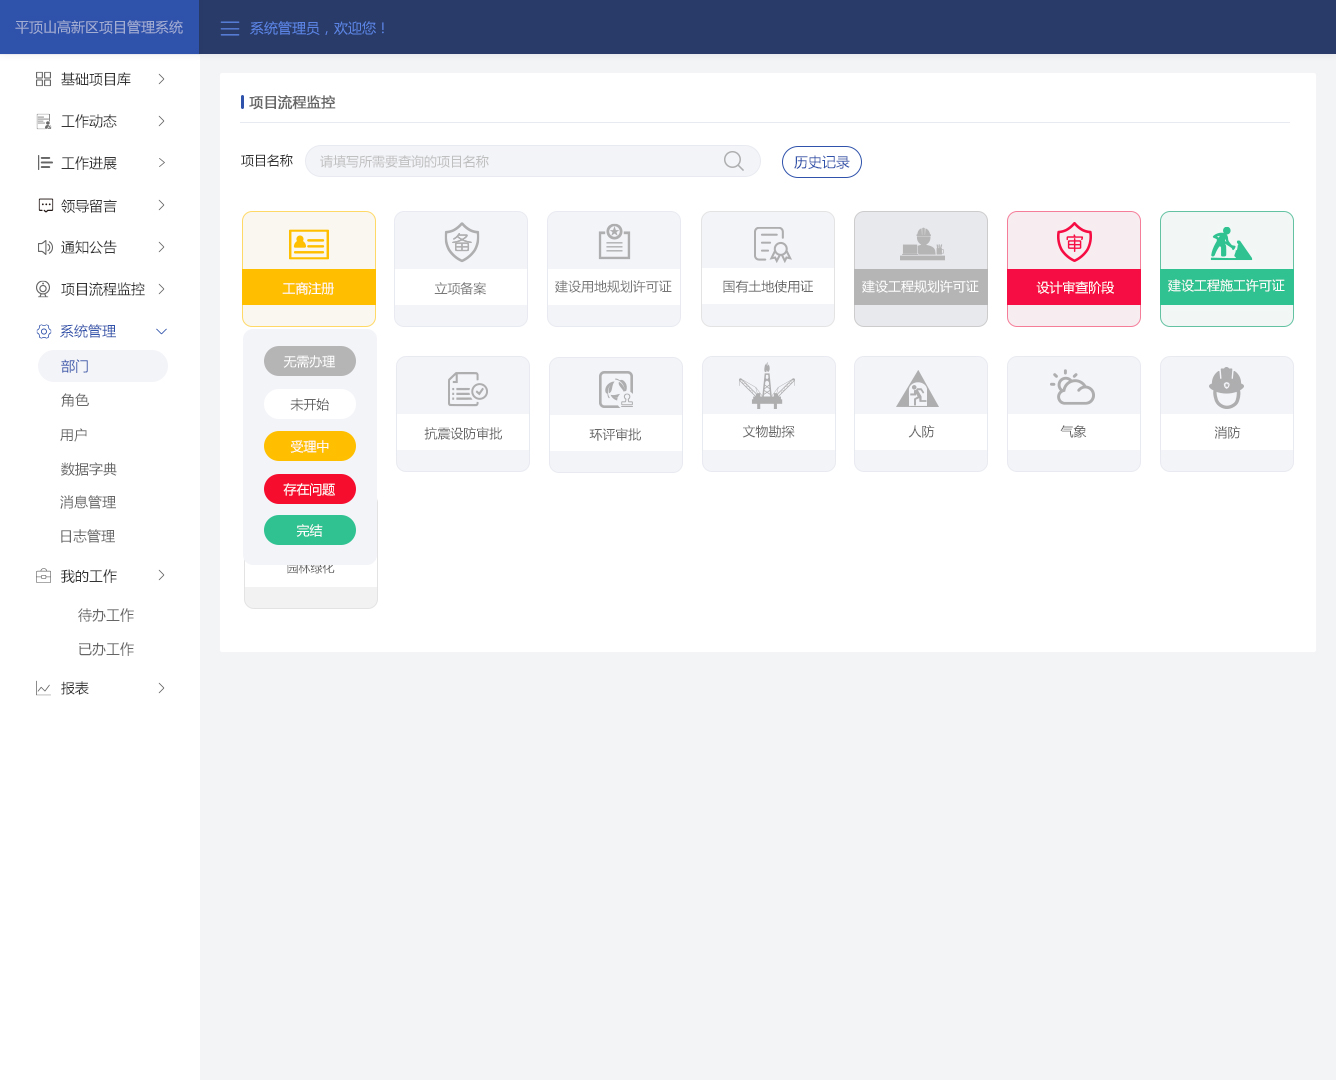 平顶山高新区项目管理系统
系统管理员，欢迎您！
基础项目库
工作动态
工作进展
领导留言
通知公告
项目流程监控
系统管理
部门
角色
用户
数据字典
消息管理
日志管理
我的工作
待办工作
已办工作
报表
项目流程监控
项目名称
请填写所需要查询的项目名称
历史记录
工商注册
备
立项备案
建设用地规划许可证
国有土地使用证
建设工程规划许可证
审
设计审查阶段
建设工程施工许可证
无需办理
未开始
受理中
存在问题
完结
抗震设防审批
环评审批
文物勘探
人防
气象
消防
园林绿化